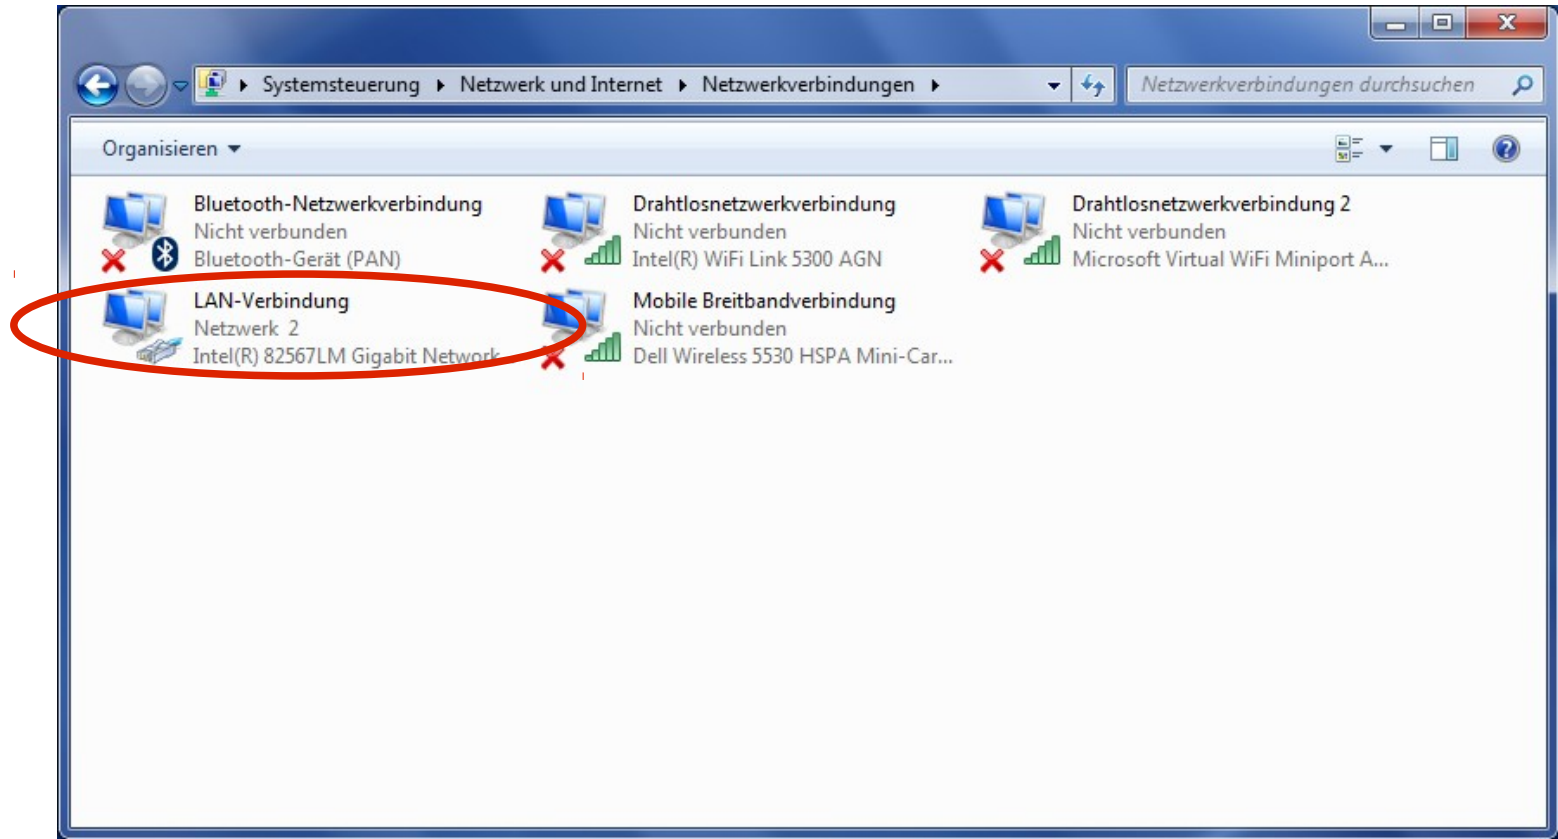 Systemsteuerung Netzwerk und Internet Netzwerkverbindungen
Netzwerkverbindungen durchsuchen
Organisieren
Bluetooth-Netzwerkverbindung
Nicht verbunden
Bluetooth-Gerät (PAN)
Drahtlosnetzwerkverbindung
Nicht verbunden
Intel(R) WiFi Link 5300 AGN
Drahtlosnetzwerkverbindung 2
Nicht verbunden
Microsoft Virtual WiFi Miniport A...
LAN-Verbindung
Netzwerk 2
Intel(R) 82567LM Gigabit Network
Mobile Breitbandverbindung
Nicht verbunden
Dell Wireless 5530 HSPA Mini-Car...